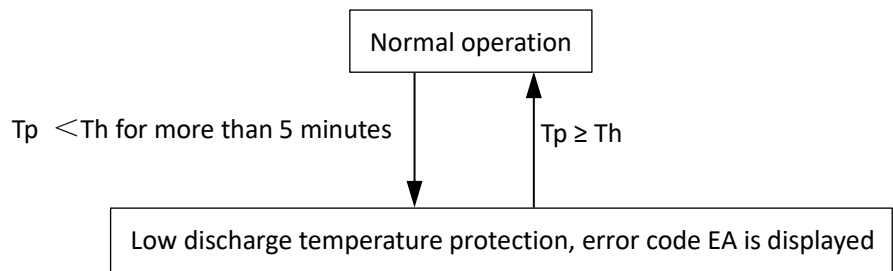 Normal operation
Tp ＜Th for more than 5 minutes
Tp ≥ Th
Low discharge temperature protection, error code EA is displayed